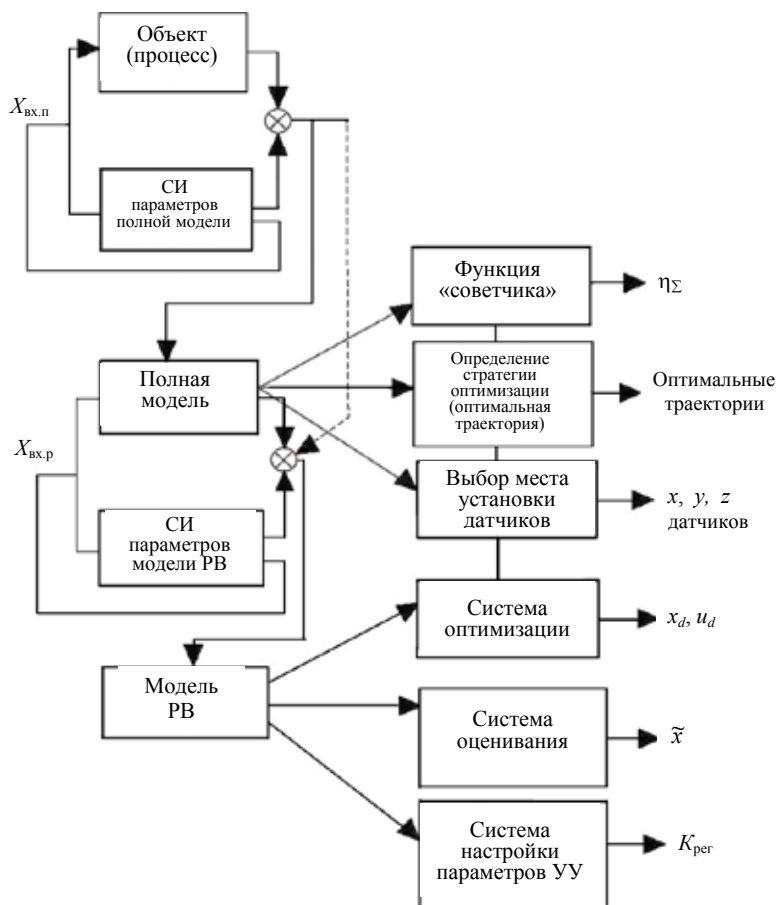 Объект
(процесс)
Xвх.п
СИ
параметров
полной модели
Функция
«советчика»
ηΣ
Полная
модель
Определение
стратегии
оптимизации
(оптимальная
траектория)
Оптимальные
траектории
Xвх.р
Выбор места
установки
датчиков
x, y, z
датчиков
СИ
параметров
модели РВ
Система
оптимизации
xd, ud
Модель
РВ
Система
оценивания
x̃
Система
настройки
параметров УУ
Kрег